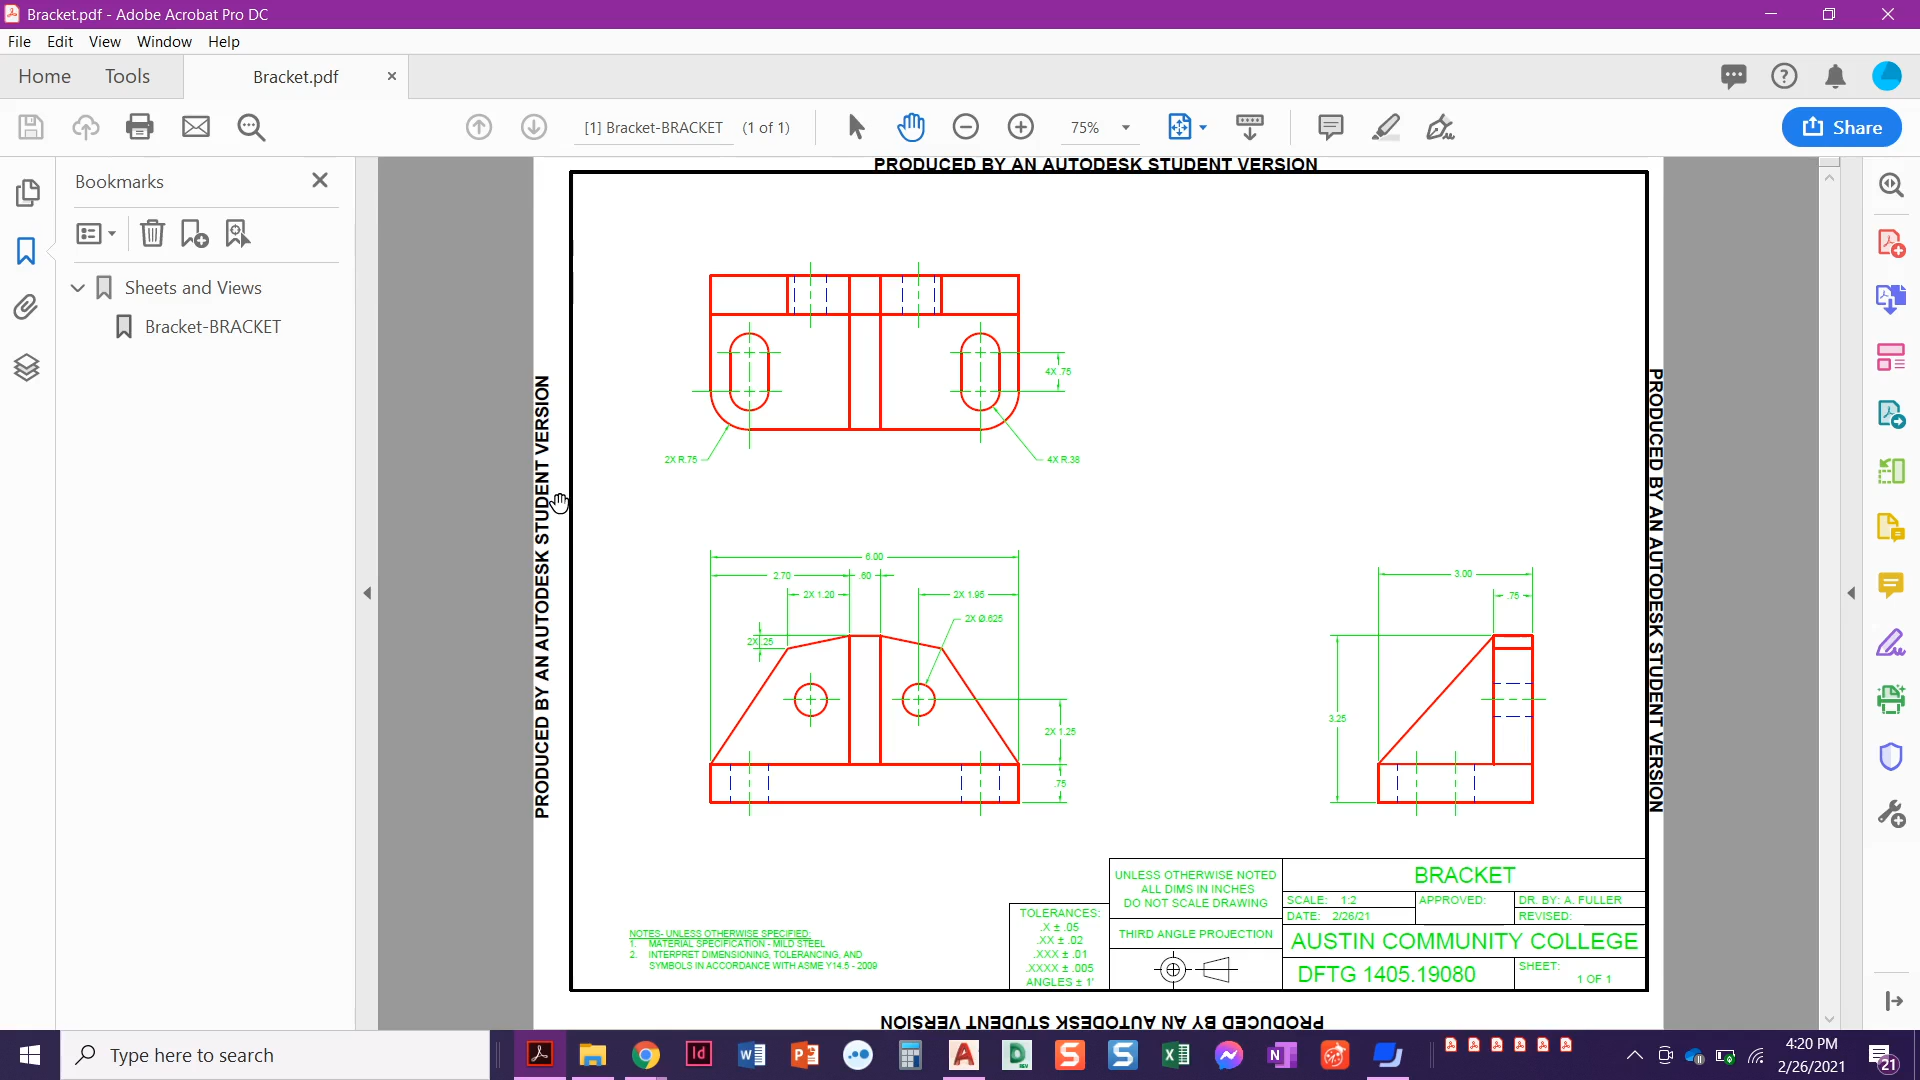 Bracket.pdf - Adobe Acrobat Pro DC
File Edit View Window Help
Home Tools Bracket.pdf
[1] Bracket-BRACKET (1 of 1) 75% Share
Bookmarks
Sheets and Views
Bracket-BRACKET
PRODUCED BY AN AUTODESK STUDENT VERSION
PRODUCED BY AN AUTODESK STUDENT VERSION
PRODUCED BY AN AUTODESK STUDENT VERSION
4X .75
2X R.75
4X R.38
6.00
2.70 .60
2X 1.20 2X 1.95
2X Ø.625
2X .25
2X 1.25
.75
3.00
.75
3.25
UNLESS OTHERWISE NOTED
ALL DIMS IN INCHES
DO NOT SCALE DRAWING
THIRD ANGLE PROJECTION
TOLERANCES:
.X ± .05
.XX ± .02
.XXX ± .01
.XXXX ± .005
ANGLES ± 1'
NOTES- UNLESS OTHERWISE SPECIFIED:
1. MATERIAL SPECIFICATION - MILD STEEL
2. INTERPRET DIMENSIONING, TOLERANCING, AND
SYMBOLS IN ACCORDANCE WITH ASME Y14.5 - 2009
BRACKET
SCALE: 1:2 APPROVED: DR. BY: A. FULLER
DATE: 2/26/21 REVISED:
AUSTIN COMMUNITY COLLEGE
DFTG 1405.19080 SHEET:
1 OF 1
PRODUCED BY AN AUTODESK STUDENT VERSION
Type here to search
4:20 PM
2/26/2021
21